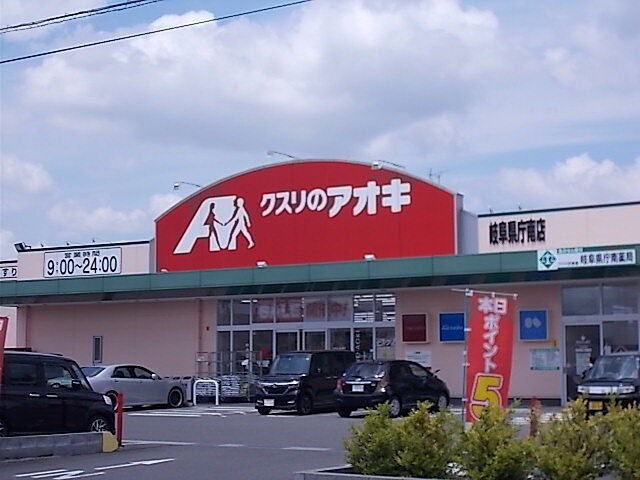 クスリのアオキ
岐阜県庁南店
営業時間
9:00~24:00
岐阜県庁南薬局
本日
ポイント
5